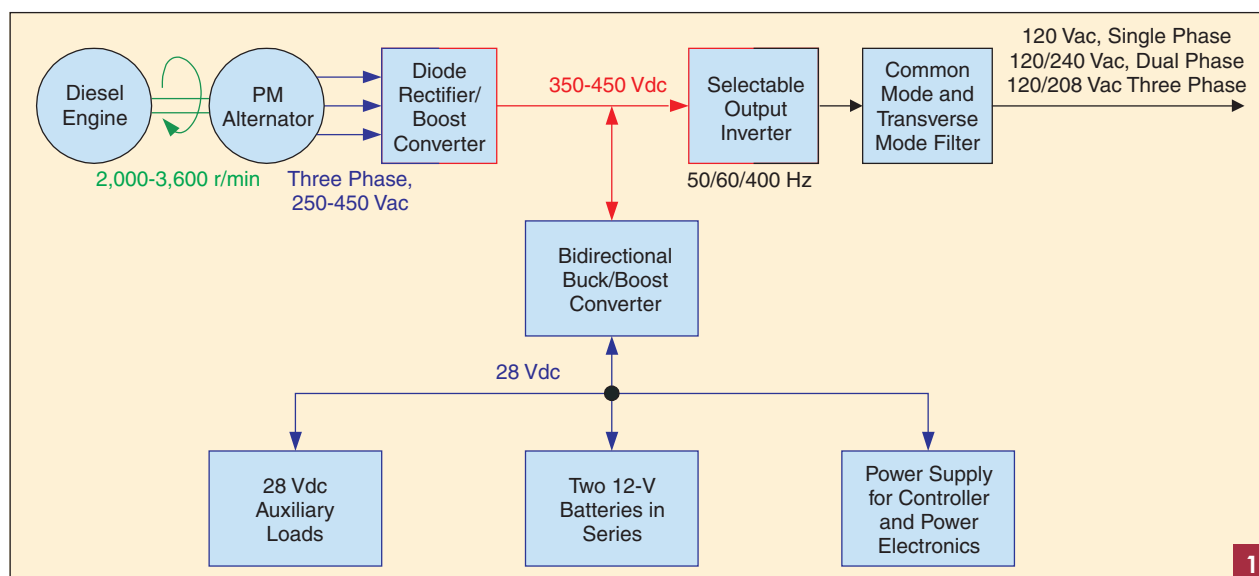 Diesel
Engine
2,000-3,600 r/min
PM
Alternator
Three Phase,
250-450 Vac
Diode
Rectifier/
Boost
Converter
350-450 Vdc
Selectable
Output
Inverter
50/60/400 Hz
Common
Mode and
Transverse
Mode Filter
120 Vac, Single Phase
120/240 Vac, Dual Phase
120/208 Vac Three Phase
Bidirectional
Buck/Boost
Converter
28 Vdc
28 Vdc
Auxiliary
Loads
Two 12-V
Batteries in
Series
Power Supply
for Controller
and Power
Electronics
1